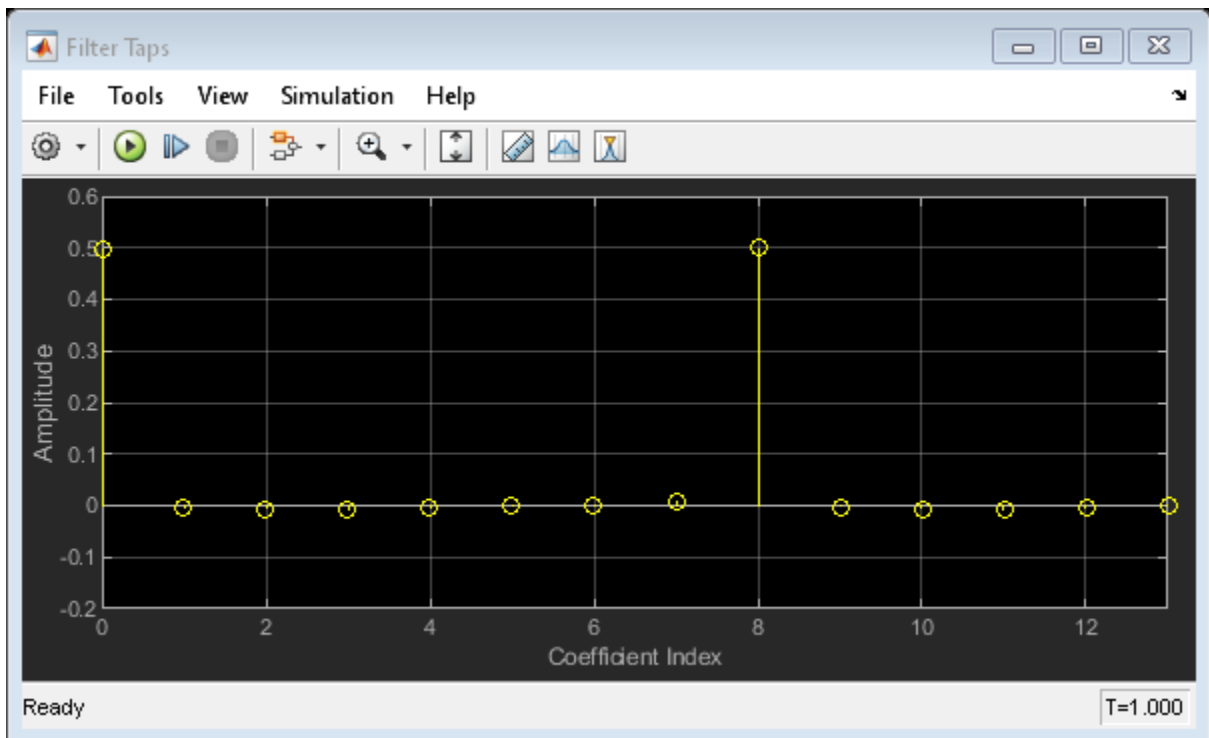 Filter Taps
File Tools View Simulation Help
0.6
0.5
0.4
0.3
0.2
0.1
0
-0.1
-0.2
Amplitude
0 2 4 6 8 10 12
Coefficient Index
Ready T=1.000